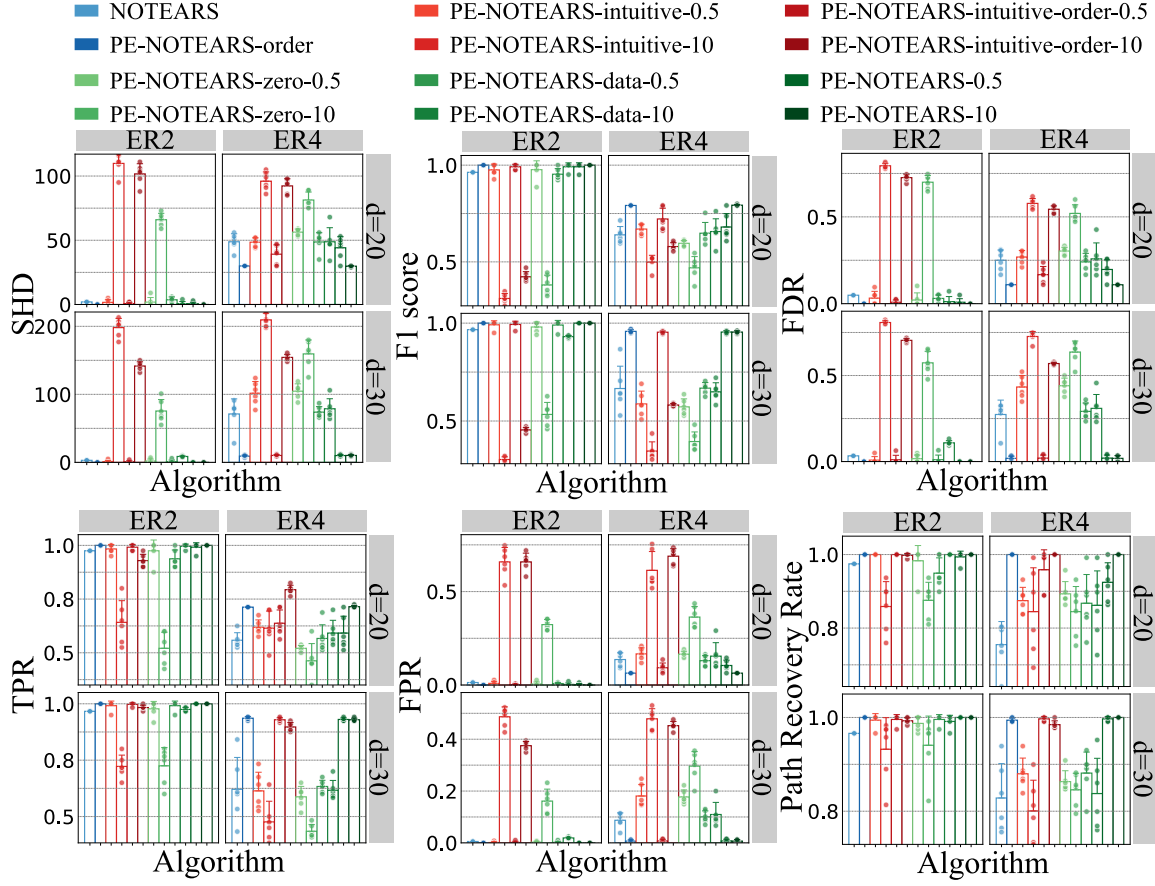 NOTEARS
PE-NOTEARS-order
PE-NOTEARS-zero-0.5
PE-NOTEARS-zero-10
PE-NOTEARS-intuitive-0.5
PE-NOTEARS-intuitive-10
PE-NOTEARS-data-0.5
PE-NOTEARS-data-10
PE-NOTEARS-intuitive-order-0.5
PE-NOTEARS-intuitive-order-10
PE-NOTEARS-0.5
PE-NOTEARS-10
ER2 ER4
100
50
0
d=20
200
100
0
d=30
SHD
Algorithm
ER2 ER4
1.0
0.5
d=20
1.0
0.5
d=30
F1 score
Algorithm
ER2 ER4
0.5
0.0
d=20
0.5
0.0
d=30
FDR
Algorithm
ER2 ER4
1.0
0.8
0.5
d=20
1.0
0.8
0.5
d=30
TPR
Algorithm
ER2 ER4
0.5
0.0
d=20
0.4
0.2
0.0
d=30
FPR
Algorithm
ER2 ER4
1.0
0.8
d=20
1.0
0.8
d=30
Path Recovery Rate
Algorithm